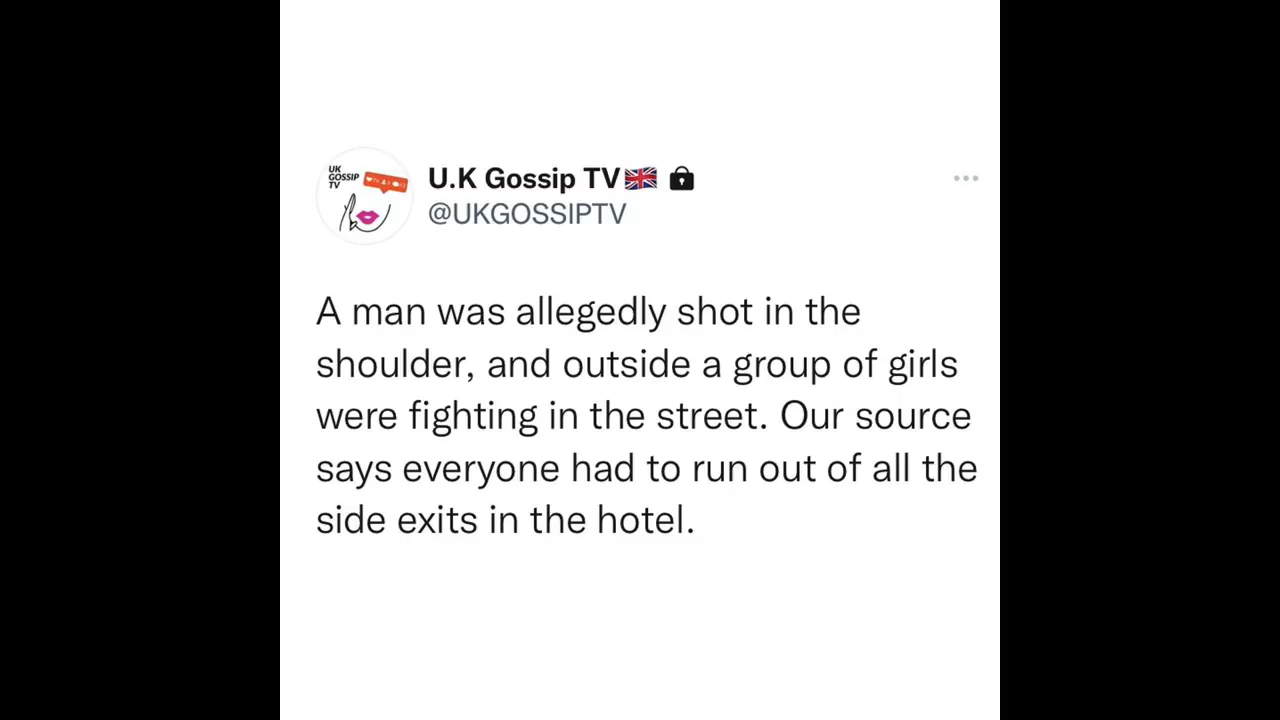 UK
GOSSIP
TV
U.K Gossip TV🇬🇧 🔒
@UKGOSSIPTV
A man was allegedly shot in the
shoulder, and outside a group of girls
were fighting in the street. Our source
says everyone had to run out of all the
side exits in the hotel.